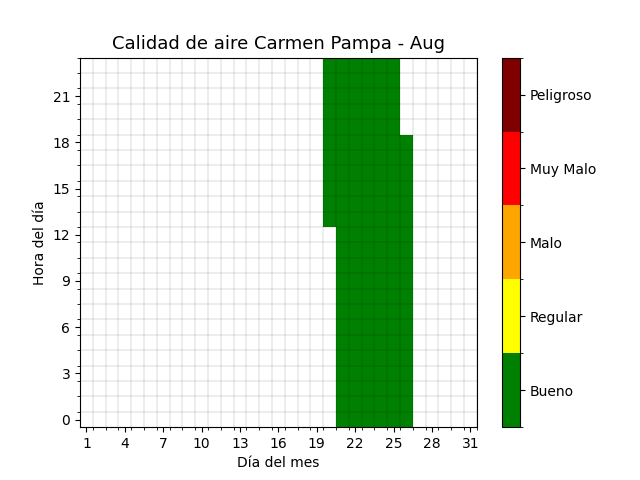 Calidad de aire Carmen Pampa - Aug
Hora del día
21
18
15
12
9
6
3
0
1 4 7 10 13 16 19 22 25 28 31
Día del mes
Peligroso
Muy Malo
Malo
Regular
Bueno